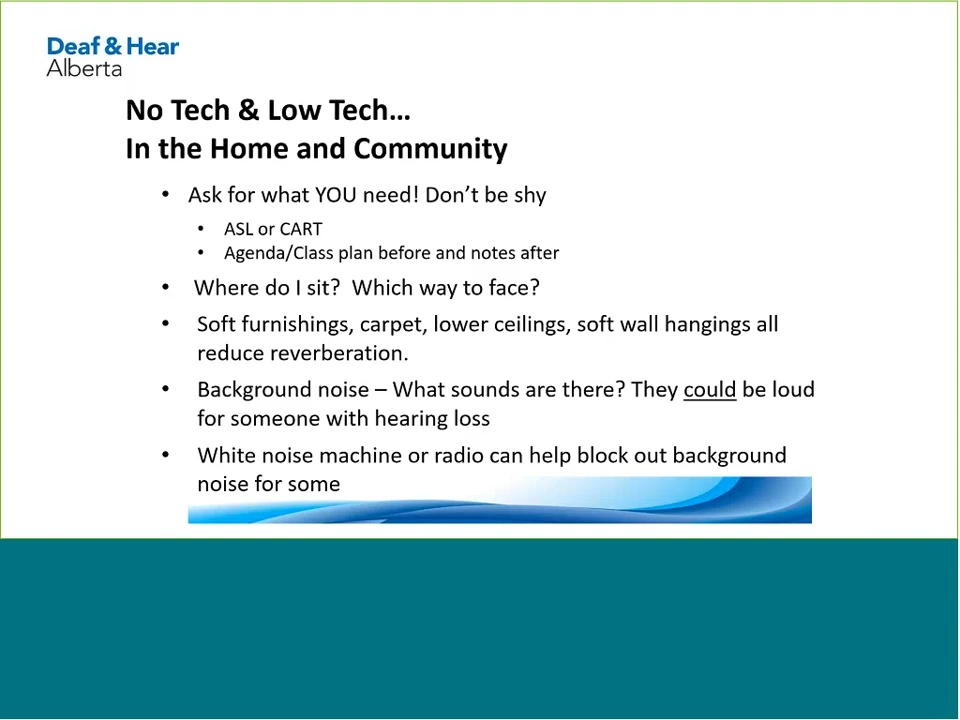 Deaf & Hear
Alberta
No Tech & Low Tech…
In the Home and Community
• Ask for what YOU need! Don’t be shy
• ASL or CART
• Agenda/Class plan before and notes after
• Where do I sit?  Which way to face?
• Soft furnishings, carpet, lower ceilings, soft wall hangings all
reduce reverberation.
• Background noise – What sounds are there? They could be loud
for someone with hearing loss
• White noise machine or radio can help block out background
noise for some